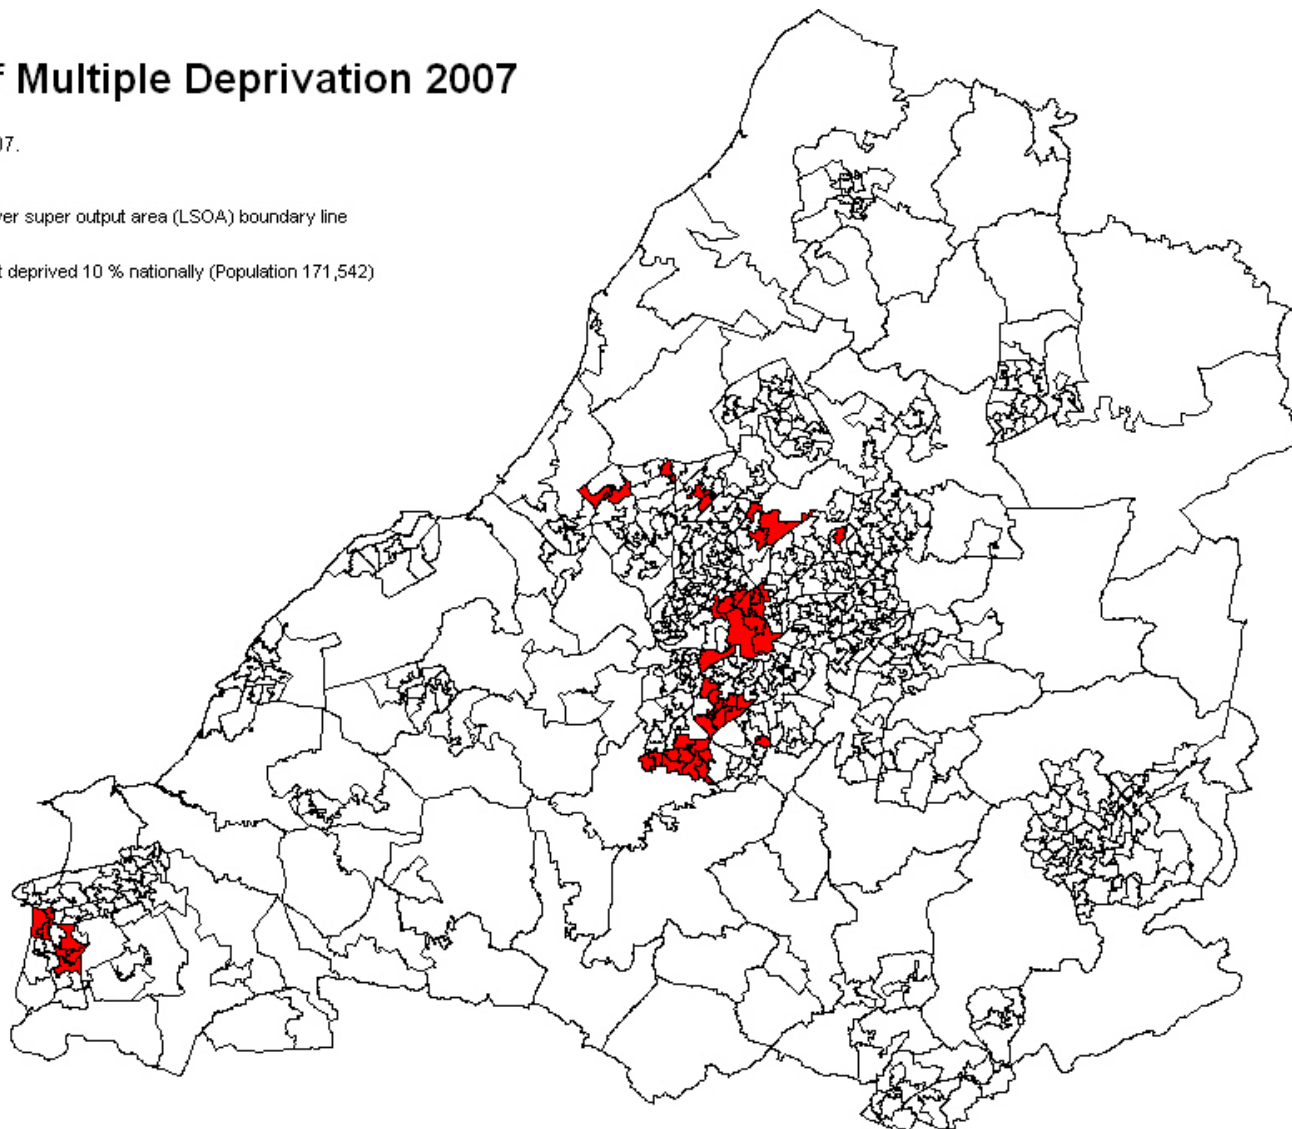 f Multiple Deprivation 2007
07.
ver super output area (LSOA) boundary line
t deprived 10 % nationally (Population 171,542)